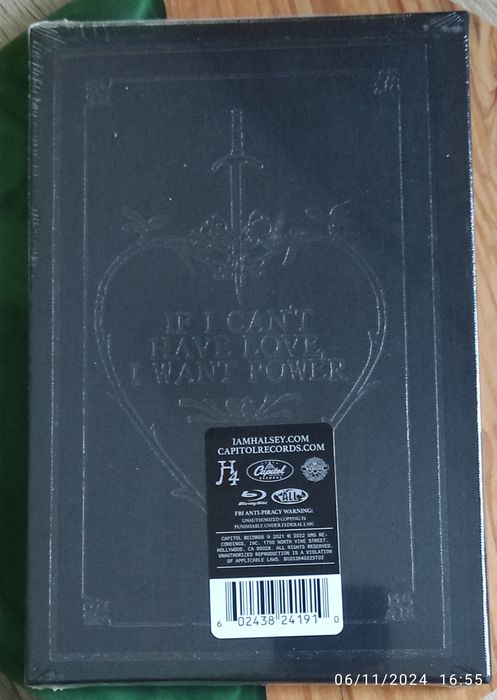 IF I CAN'T
HAVE LOVE,
I WANT POWER
IAMHALSEY.COM
CAPITOLRECORDS.COM
H4
Capitol
RECORDS
Blu-ray Disc
ALL
FBI ANTI-PIRACY WARNING:
UNAUTHORIZED COPYING IS
PUNISHABLE UNDER FEDERAL LAW.
CAPITOL RECORDS ℗ 2021 © 2022 UMG RE-
CORDINGS, INC. 1750 NORTH VINE STREET,
HOLLYWOOD, CA 90028. ALL RIGHTS RESERVED.
UNAUTHORIZED REPRODUCTION IS A VIOLATION
OF APPLICABLE LAWS. B003384002ST02
6 02438 24191 0
06/11/2024 16:55